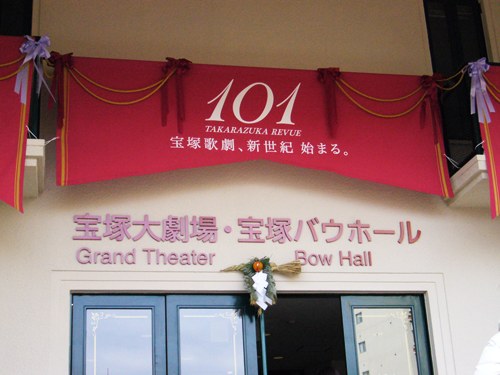 101
TAKARAZUKA REVUE
宝塚歌劇、新世紀 始まる。
宝塚大劇場・宝塚バウホール
Grand Theater Bow Hall